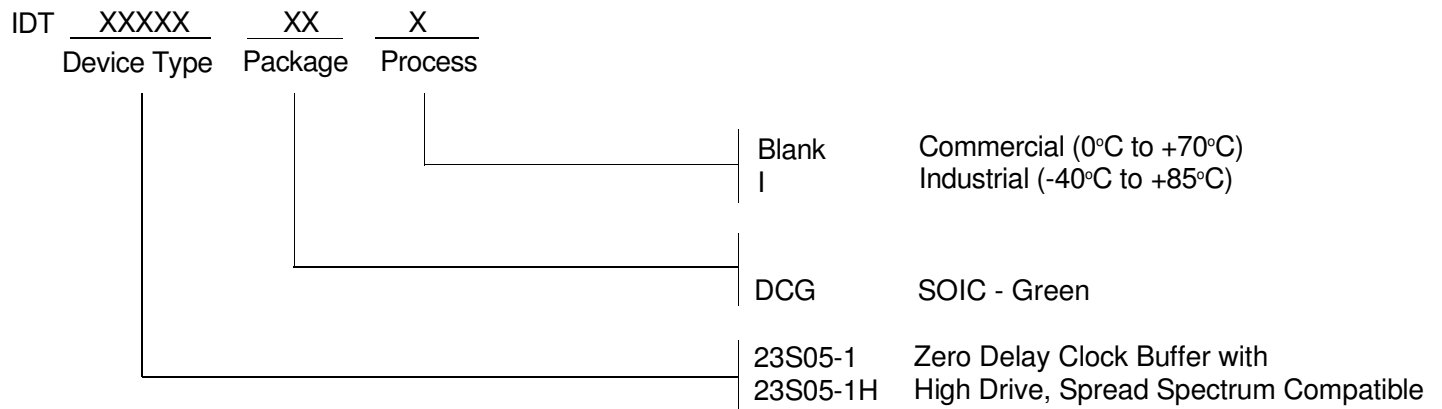 IDT XXXXX XX X
Device Type Package Process
Blank Commercial (0°C to +70°C)
I Industrial (-40°C to +85°C)
DCG SOIC - Green
23S05-1 Zero Delay Clock Buffer with
23S05-1H High Drive, Spread Spectrum Compatible